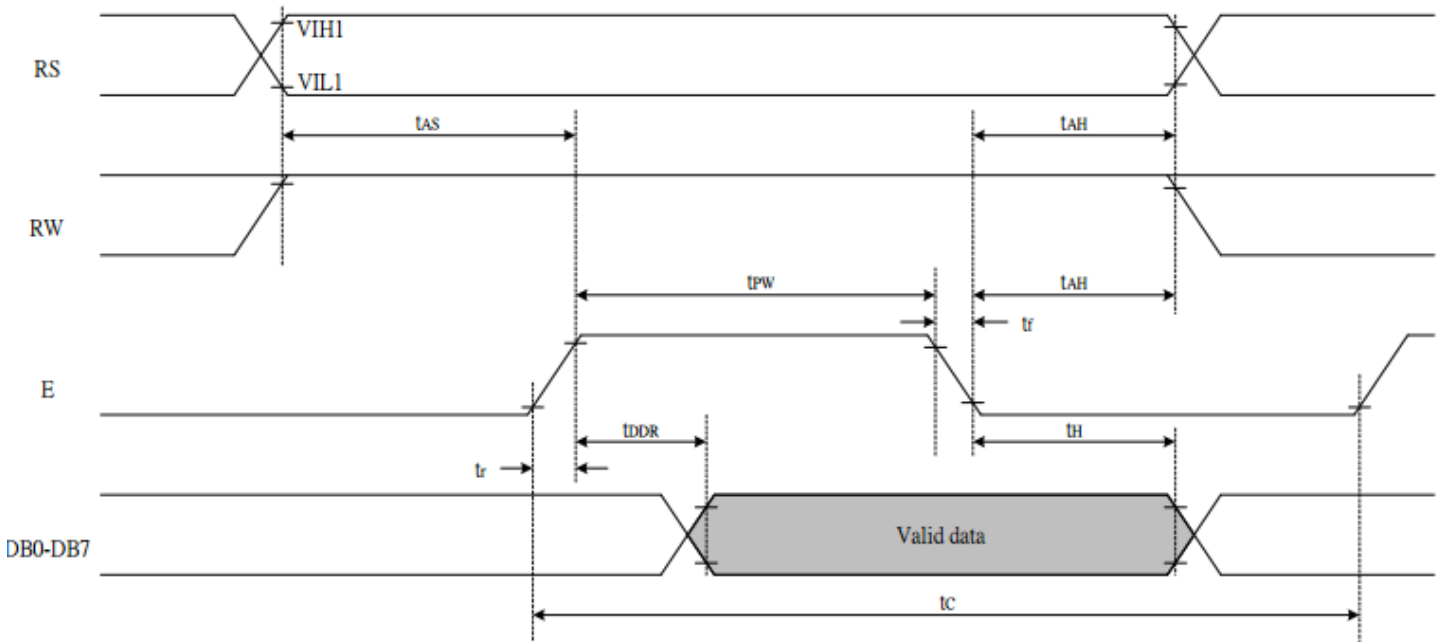 VIH1
RS
VIL1
tAS
tAH
RW
tPW
tAH
tf
E
tDDR
tH
tr
Valid data
DB0-DB7
tC